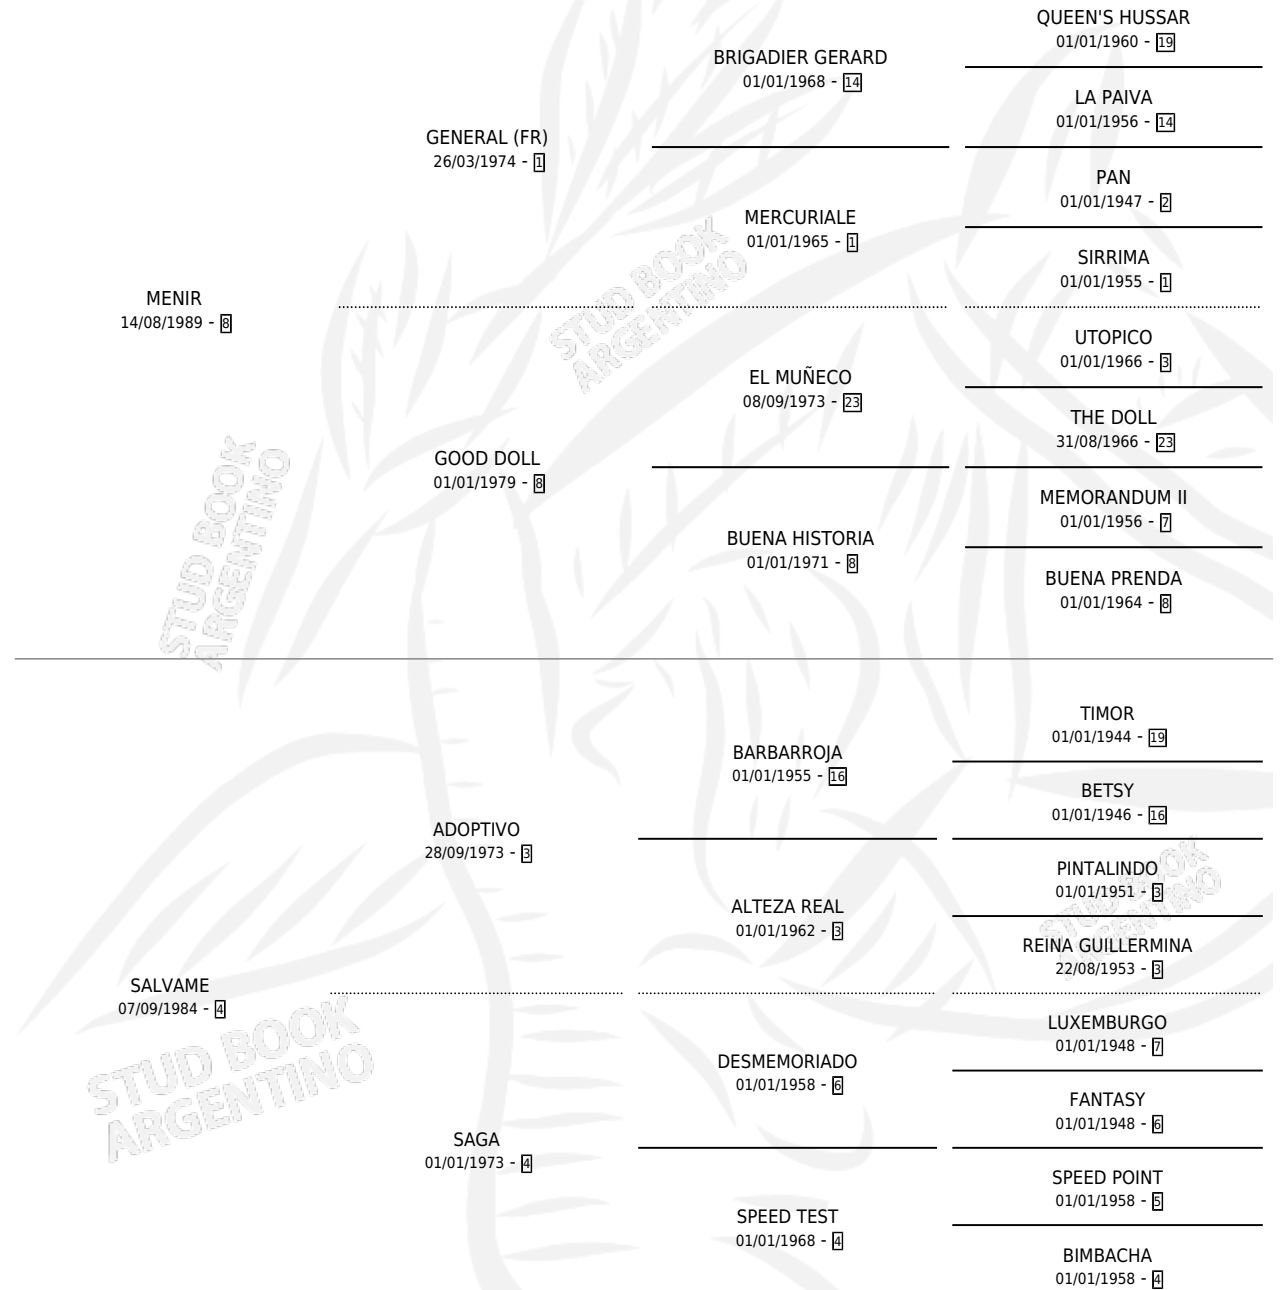 QUEEN'S HUSSAR
01/01/1960 - 19
BRIGADIER GERARD
01/01/1968 - 14
LA PAIVA
01/01/1956 - 14
GENERAL (FR)
26/03/1974 - 1
PAN
01/01/1947 - 2
MERCURIALE
01/01/1965 - 1
SIRRIMA
01/01/1955 - 1
MENIR
14/08/1989 - 8
UTOPICO
01/01/1966 - 3
EL MUÑECO
08/09/1973 - 23
THE DOLL
31/08/1966 - 23
GOOD DOLL
01/01/1979 - 8
MEMORANDUM II
01/01/1956 - 7
BUENA HISTORIA
01/01/1971 - 8
BUENA PRENDA
01/01/1964 - 8
TIMOR
01/01/1944 - 19
BARBARROJA
01/01/1955 - 16
BETSY
01/01/1946 - 16
ADOPTIVO
28/09/1973 - 3
PINTALINDO
01/01/1951 - 3
ALTEZA REAL
01/01/1962 - 3
REINA GUILLERMINA
22/08/1953 - 3
SALVAME
07/09/1984 - 4
LUXEMBURGO
01/01/1948 - 7
DESMEMORIADO
01/01/1958 - 6
FANTASY
01/01/1948 - 6
SAGA
01/01/1973 - 4
SPEED POINT
01/01/1958 - 5
SPEED TEST
01/01/1968 - 4
BIMBACHA
01/01/1958 - 4
STUD BOOK
ARGENTINO
STUD BOOK
ARGENTINO
STUD BOOK
ARGENTINO
STUD BOOK
ARGENTINO